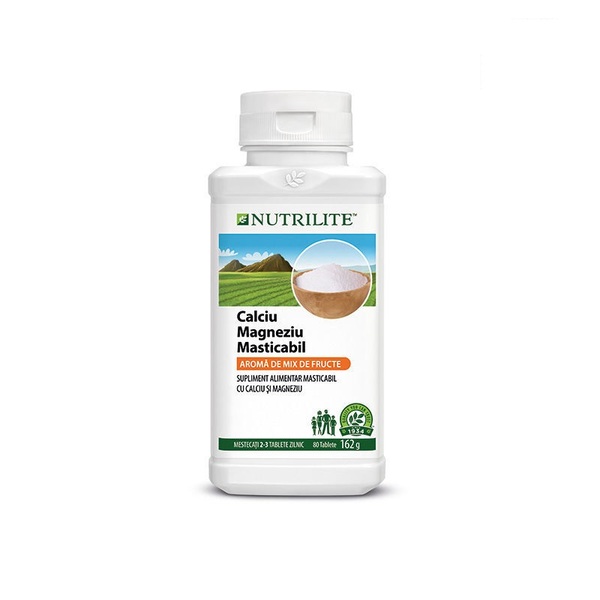 NUTRILITE™
Calciu
Magneziu
Masticabil
AROMĂ DE MIX DE FRUCTE
SUPLIMENT ALIMENTAR MASTICABIL
CU CALCIU ȘI MAGNEZIU
1934
MESTECAȚI 2-3 TABLETE ZILNIC 80 Tablete 162 g